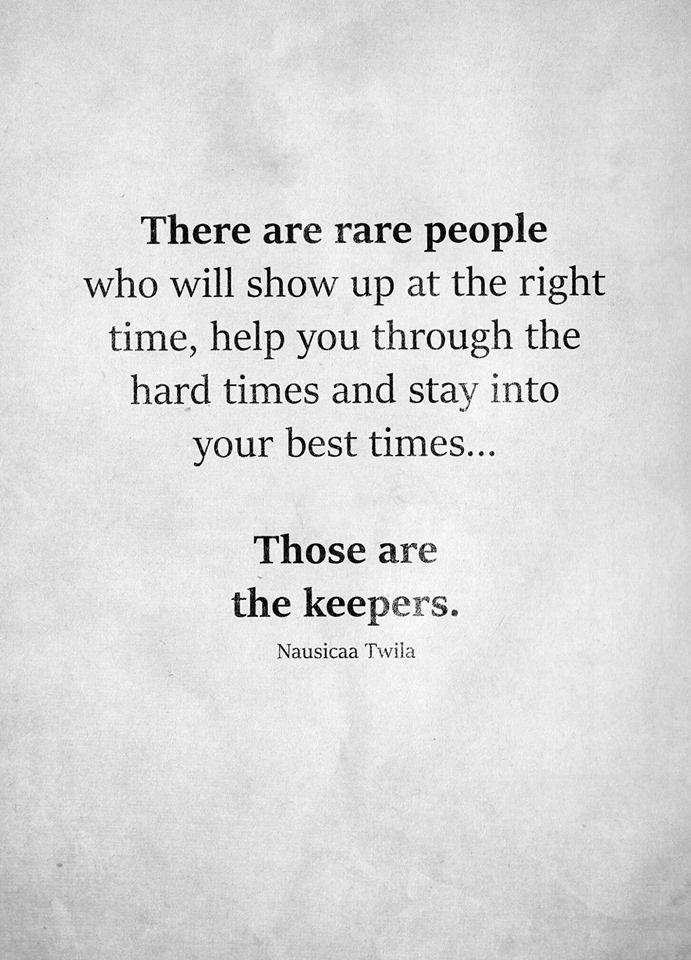 There are rare people
who will show up at the right
time, help you through the
hard times and stay into
your best times...
Those are
the keepers.
Nausicaa Twila